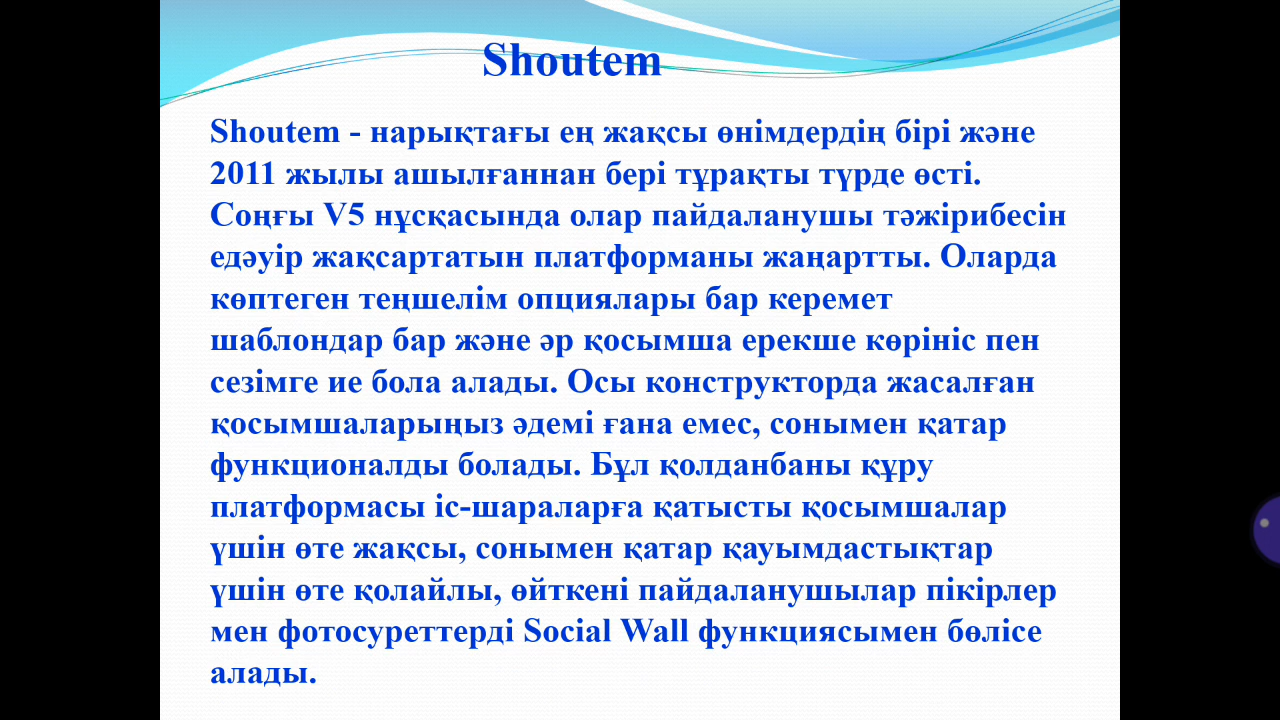 Shoutem
Shoutem - нарықтағы ең жақсы өнімдердің бірі және
2011 жылы ашылғаннан бері тұрақты түрде өсті.
Соңғы V5 нұсқасында олар пайдаланушы тәжірибесін
едәуір жақсартатын платформаны жаңартты. Оларда
көптеген теңшелім опциялары бар керемет
шаблондар бар және әр қосымша ерекше көрініс пен
сезімге ие бола алады. Осы конструкторда жасалған
қосымшаларыңыз әдемі ғана емес, сонымен қатар
функционалды болады. Бұл қолданбаны құру
платформасы іс-шараларға қатысты қосымшалар
үшін өте жақсы, сонымен қатар қауымдастықтар
үшін өте қолайлы, өйткені пайдаланушылар пікірлер
мен фотосуреттерді Social Wall функциясымен бөлісе
алады.